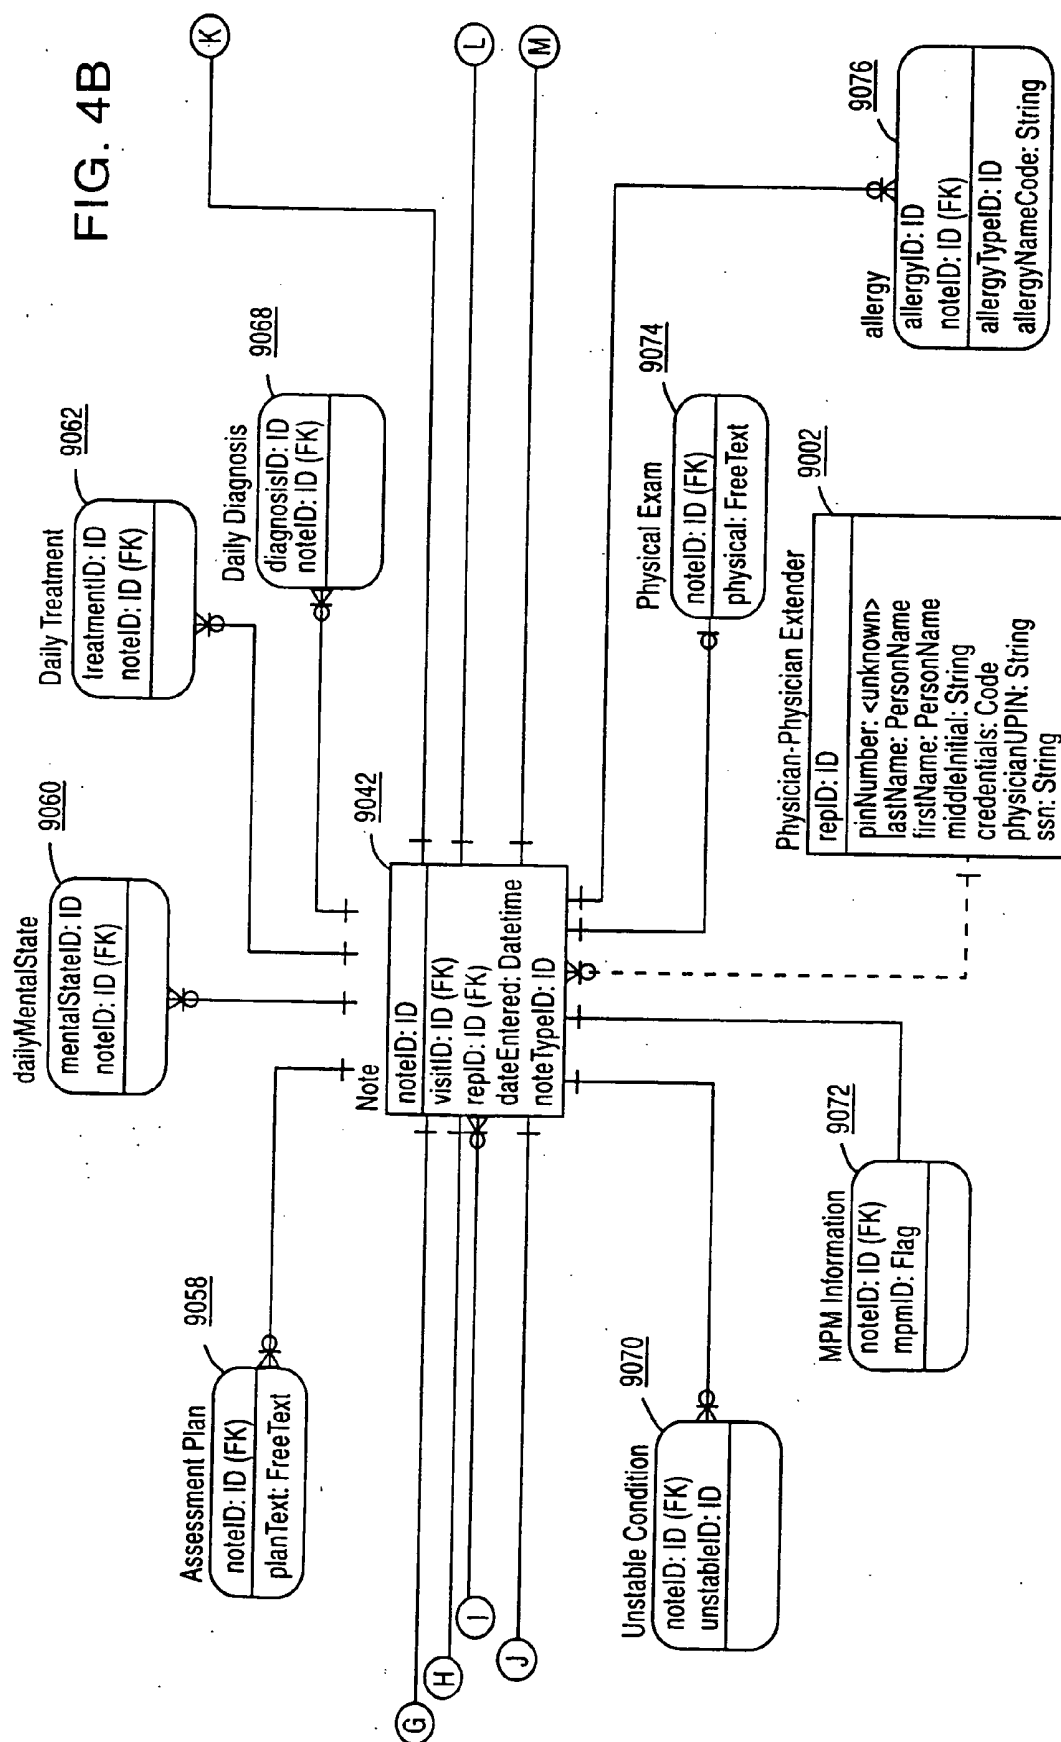 FIG. 4B
dailyMentalState
9060
mentalStateID: ID
noteID: ID (FK)
Daily Treatment
9062
treatmentID: ID
noteID: ID (FK)
Assessment Plan
9058
noteID: ID (FK)
planText: FreeText
Daily Diagnosis
9068
diagnosisID: ID
noteID: ID (FK)
K
L
M
G
H
I
J
Note
9042
noteID: ID
visitID: ID (FK)
repID: ID (FK)
dateEntered: Datetime
noteTypeID: ID
Unstable Condition
9070
noteID: ID (FK)
unstableID: ID
Physical Exam
9074
noteID: ID (FK)
physical: FreeText
MPM Information
9072
noteID: ID (FK)
mpmID: Flag
Physician-Physician Extender
9002
repID: ID
pinNumber: <unknown>
lastName: PersonName
firstName: PersonName
middleInitial: String
credentials: Code
physicianUPIN: String
ssn: String
allergy
9076
allergyID: ID
noteID: ID (FK)
allergyTypeID: ID
allergyNameCode: String